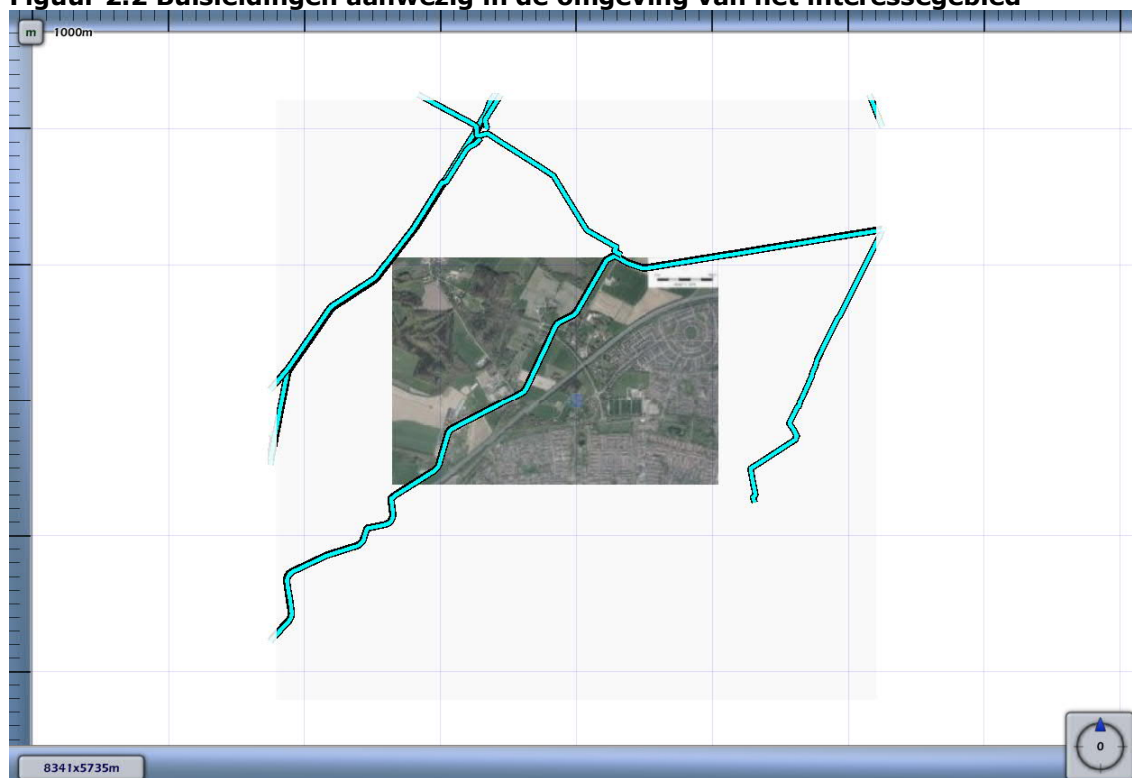 Figuur 2.2 Buisleidingen aanwezig in de omgeving van het interessegebied
m 1000m
0
8341x5735m